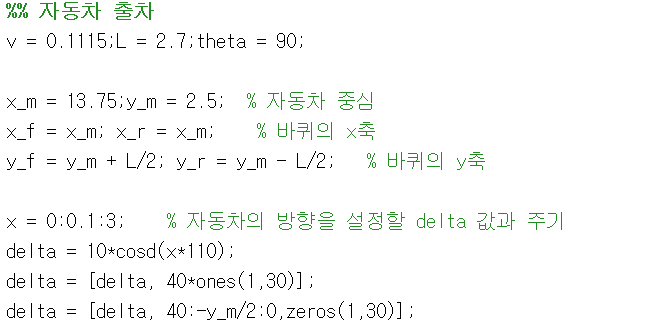 %% 자동차 출차
v = 0.1115;L = 2.7;theta = 90;
x_m = 13.75;y_m = 2.5;  % 자동차 중심
x_f = x_m; x_r = x_m;    % 바퀴의 x축
y_f = y_m + L/2; y_r = y_m - L/2;   % 바퀴의 y축
x = 0:0.1:3;    % 자동차의 방향을 설정할 delta 값과 주기
delta = 10*cosd(x*110);
delta = [delta, 40*ones(1,30)];
delta = [delta, 40:-y_m/2:0,zeros(1,30)];